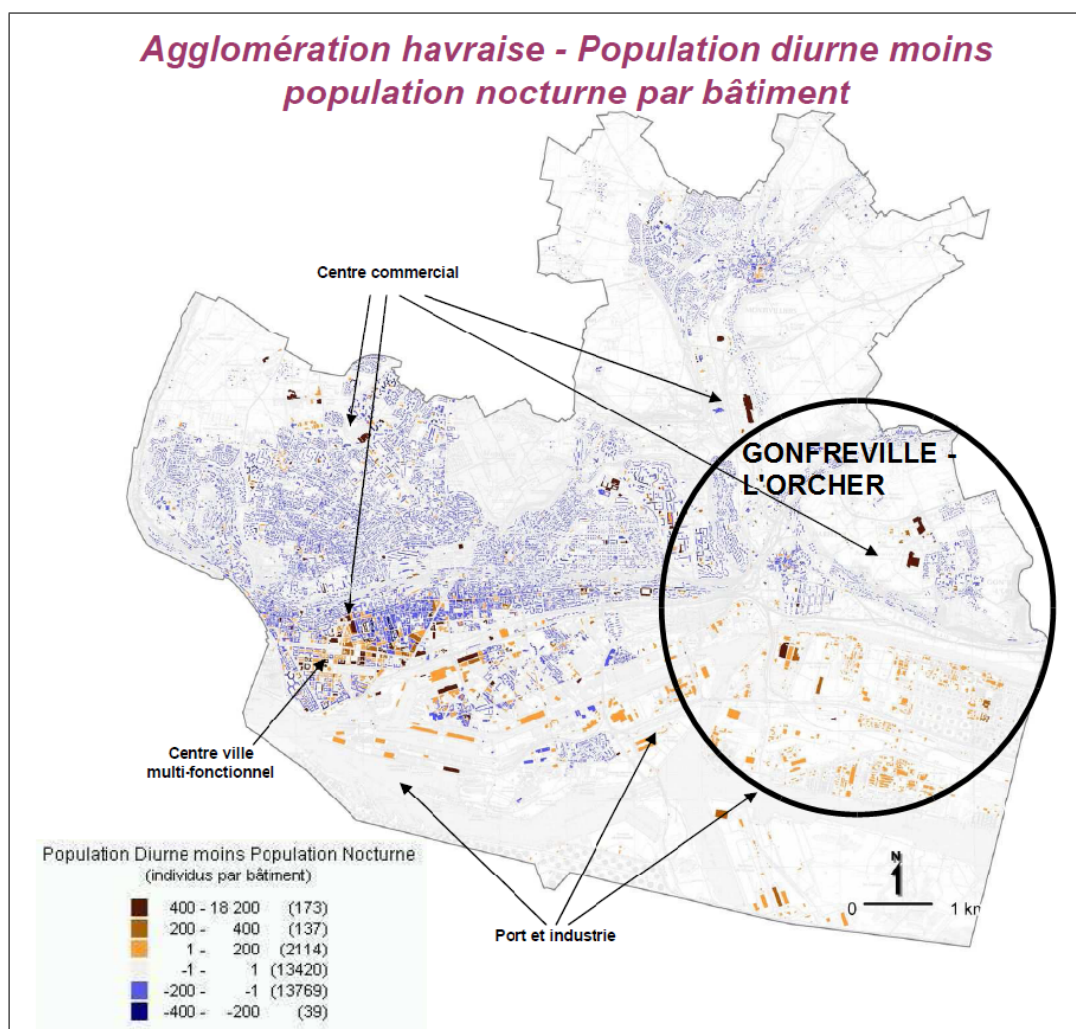 Agglomération havraise - Population diurne moins
population nocturne par bâtiment
Centre commercial
GONFREVILLE -
L'ORCHER
Centre ville
multi-fonctionnel
Port et industrie
N
0 1 km
Population Diurne moins Population Nocturne
(individus par bâtiment)
400 - 18 200 (173)
200 - 400 (137)
1 - 200 (2114)
-1 - 1 (13420)
-200 - -1 (13769)
-400 - -200 (39)